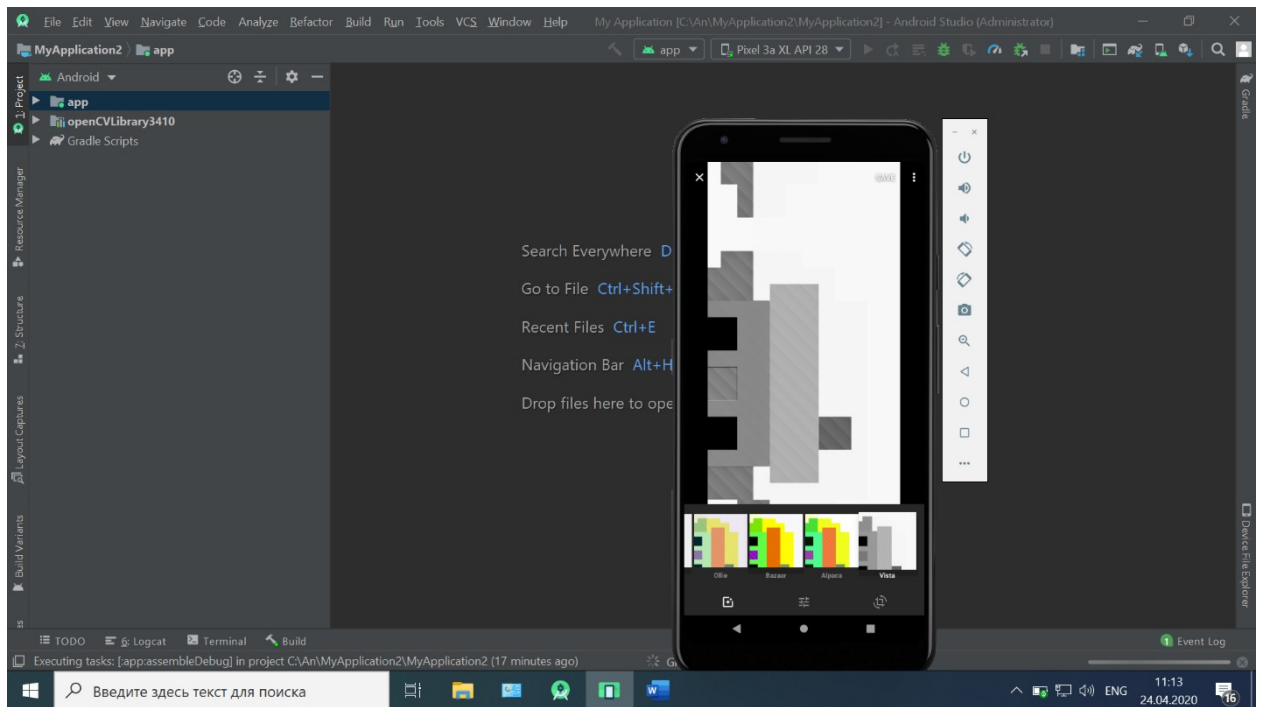 File Edit View Navigate Code Analyze Refactor Build Run Tools VCS Window Help My Application [C:\An\MyApplication2\MyApplication2] - Android Studio (Administrator)
MyApplication2 app
app
Pixel 3a XL API 28
Android
app
openCVLibrary3410
Gradle Scripts
1: Project
Resource Manager
Z: Structure
Layout Captures
Build Variants
Gradle
Device File Explorer
Search Everywhere D
Go to File Ctrl+Shift+
Recent Files Ctrl+E
Navigation Bar Alt+H
Drop files here to ope
SAVE
Ollie Bazaar Alpaca Vista
TODO 6: Logcat Terminal Build
1 Event Log
Executing tasks: [app:assembleDebug] in project C:\An\MyApplication2\MyApplication2 (17 minutes ago)
Введите здесь текст для поиска
ENG
11:13
24.04.2020
16